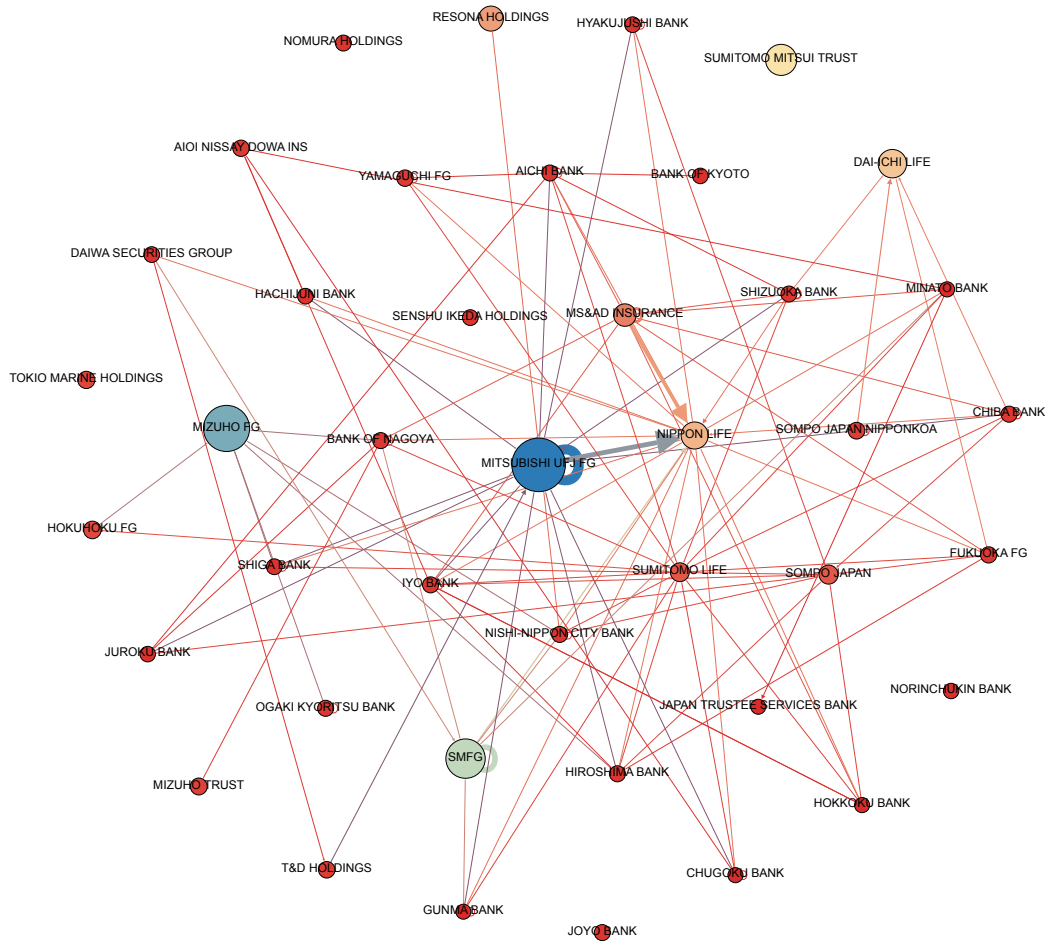 RESONA HOLDINGS
HYAKUJUSHI BANK
NOMURA HOLDINGS
SUMITOMO MITSUI TRUST
AIOI NISSAY DOWA INS
DAI-ICHI LIFE
YAMAGUCHI FG
AICHI BANK
BANK OF KYOTO
DAIWA SECURITIES GROUP
HACHIJUNI BANK
SHIZUOKA BANK
MINATO BANK
SENSHU IKEDA HOLDINGS
MS&AD INSURANCE
TOKIO MARINE HOLDINGS
CHIBA BANK
MIZUHO FG
BANK OF NAGOYA
NIPPON LIFE
SOMPO JAPAN NIPPONKOA
MITSUBISHI UFJ FG
HOKUHOKU FG
FUKUOKA FG
SHIGA BANK
IYO BANK
SUMITOMO LIFE
SOMPO JAPAN
NISHI-NIPPON CITY BANK
JUROKU BANK
NORINCHUKIN BANK
OGAKI KYORITSU BANK
JAPAN TRUSTEE SERVICES BANK
SMFG
HIROSHIMA BANK
MIZUHO TRUST
HOKKOKU BANK
T&D HOLDINGS
CHUGOKU BANK
GUNMA BANK
JOYO BANK